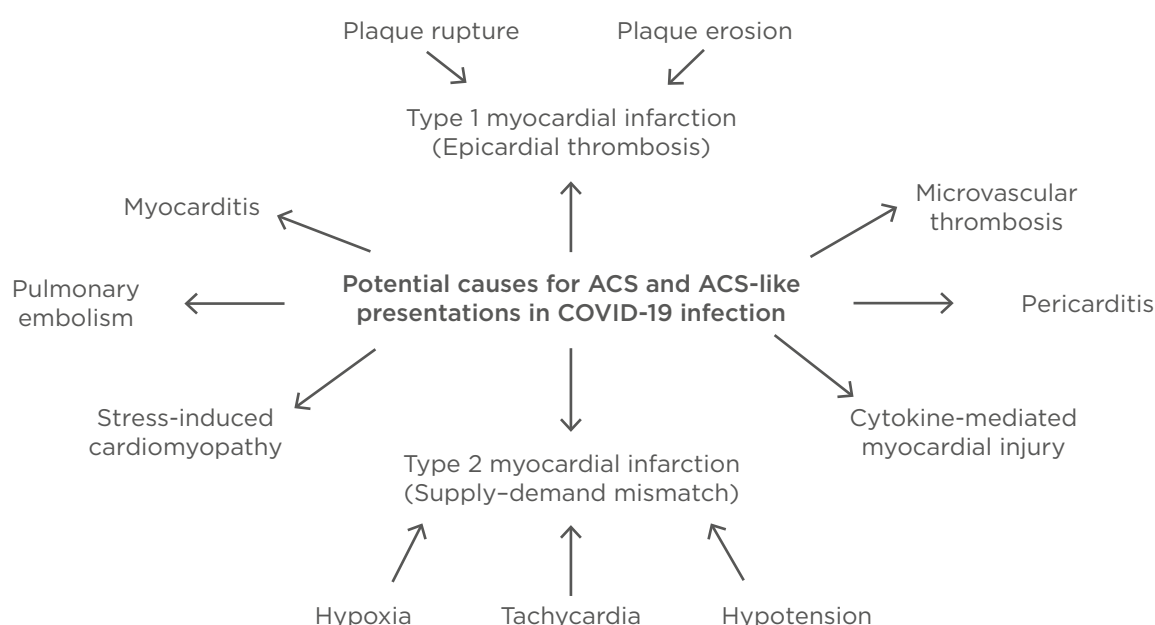 Plaque rupture
Plaque erosion
Type 1 myocardial infarction
(Epicardial thrombosis)
Myocarditis
Microvascular
thrombosis
Pulmonary
embolism
Potential causes for ACS and ACS-like
presentations in COVID-19 infection
Pericarditis
Stress-induced
cardiomyopathy
Cytokine-mediated
myocardial injury
Type 2 myocardial infarction
(Supply–demand mismatch)
Hypoxia
Tachycardia
Hypotension